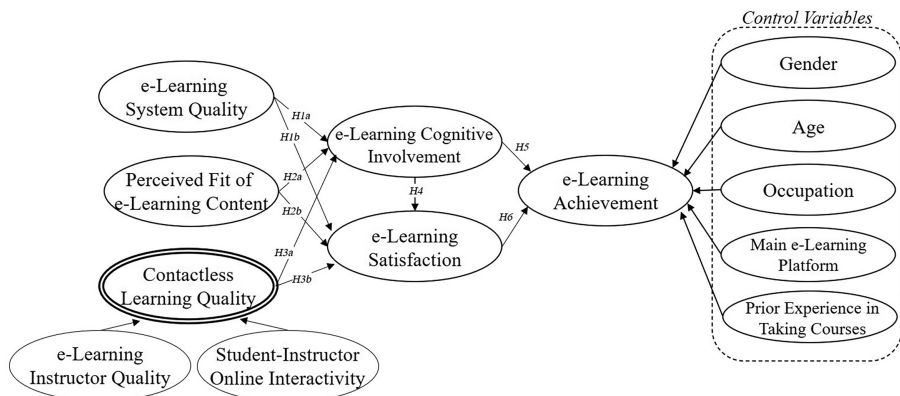 Control Variables
Gender
Age
Occupation
Main e-Learning
Platform
Prior Experience in
Taking Courses
e-Learning
System Quality
Perceived Fit of
e-Learning Content
Contactless
Learning Quality
e-Learning
Instructor Quality
Student-Instructor
Online Interactivity
H1a
H1b
H2a
H2b
H3a
H3b
e-Learning Cognitive
Involvement
H4
e-Learning
Satisfaction
H5
H6
e-Learning
Achievement